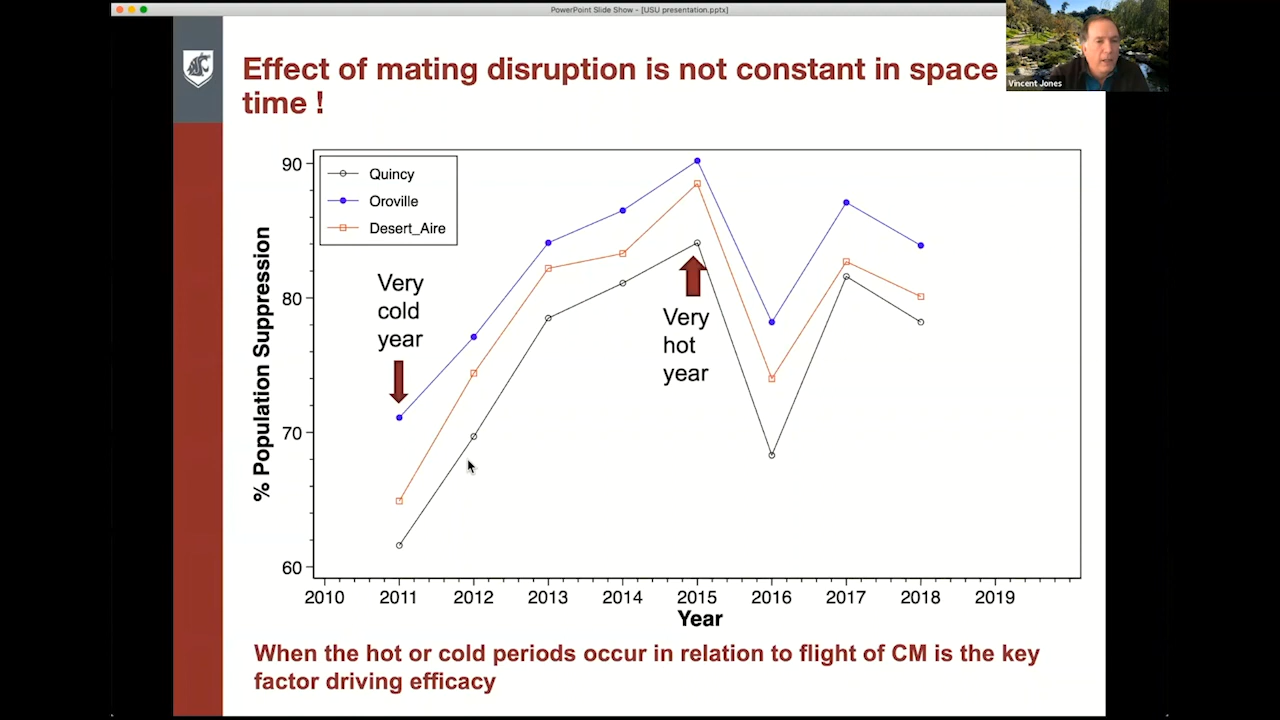 PowerPoint Slide Show - [USU presentation.pptx]
Vincent Jones
Effect of mating disruption is not constant in space
time !
Quincy
Oroville
Desert_Aire
90
80
70
60
% Population Suppression
Very
cold
year
Very
hot
year
2010 2011 2012 2013 2014 2015 2016 2017 2018 2019
Year
When the hot or cold periods occur in relation to flight of CM is the key
factor driving efficacy